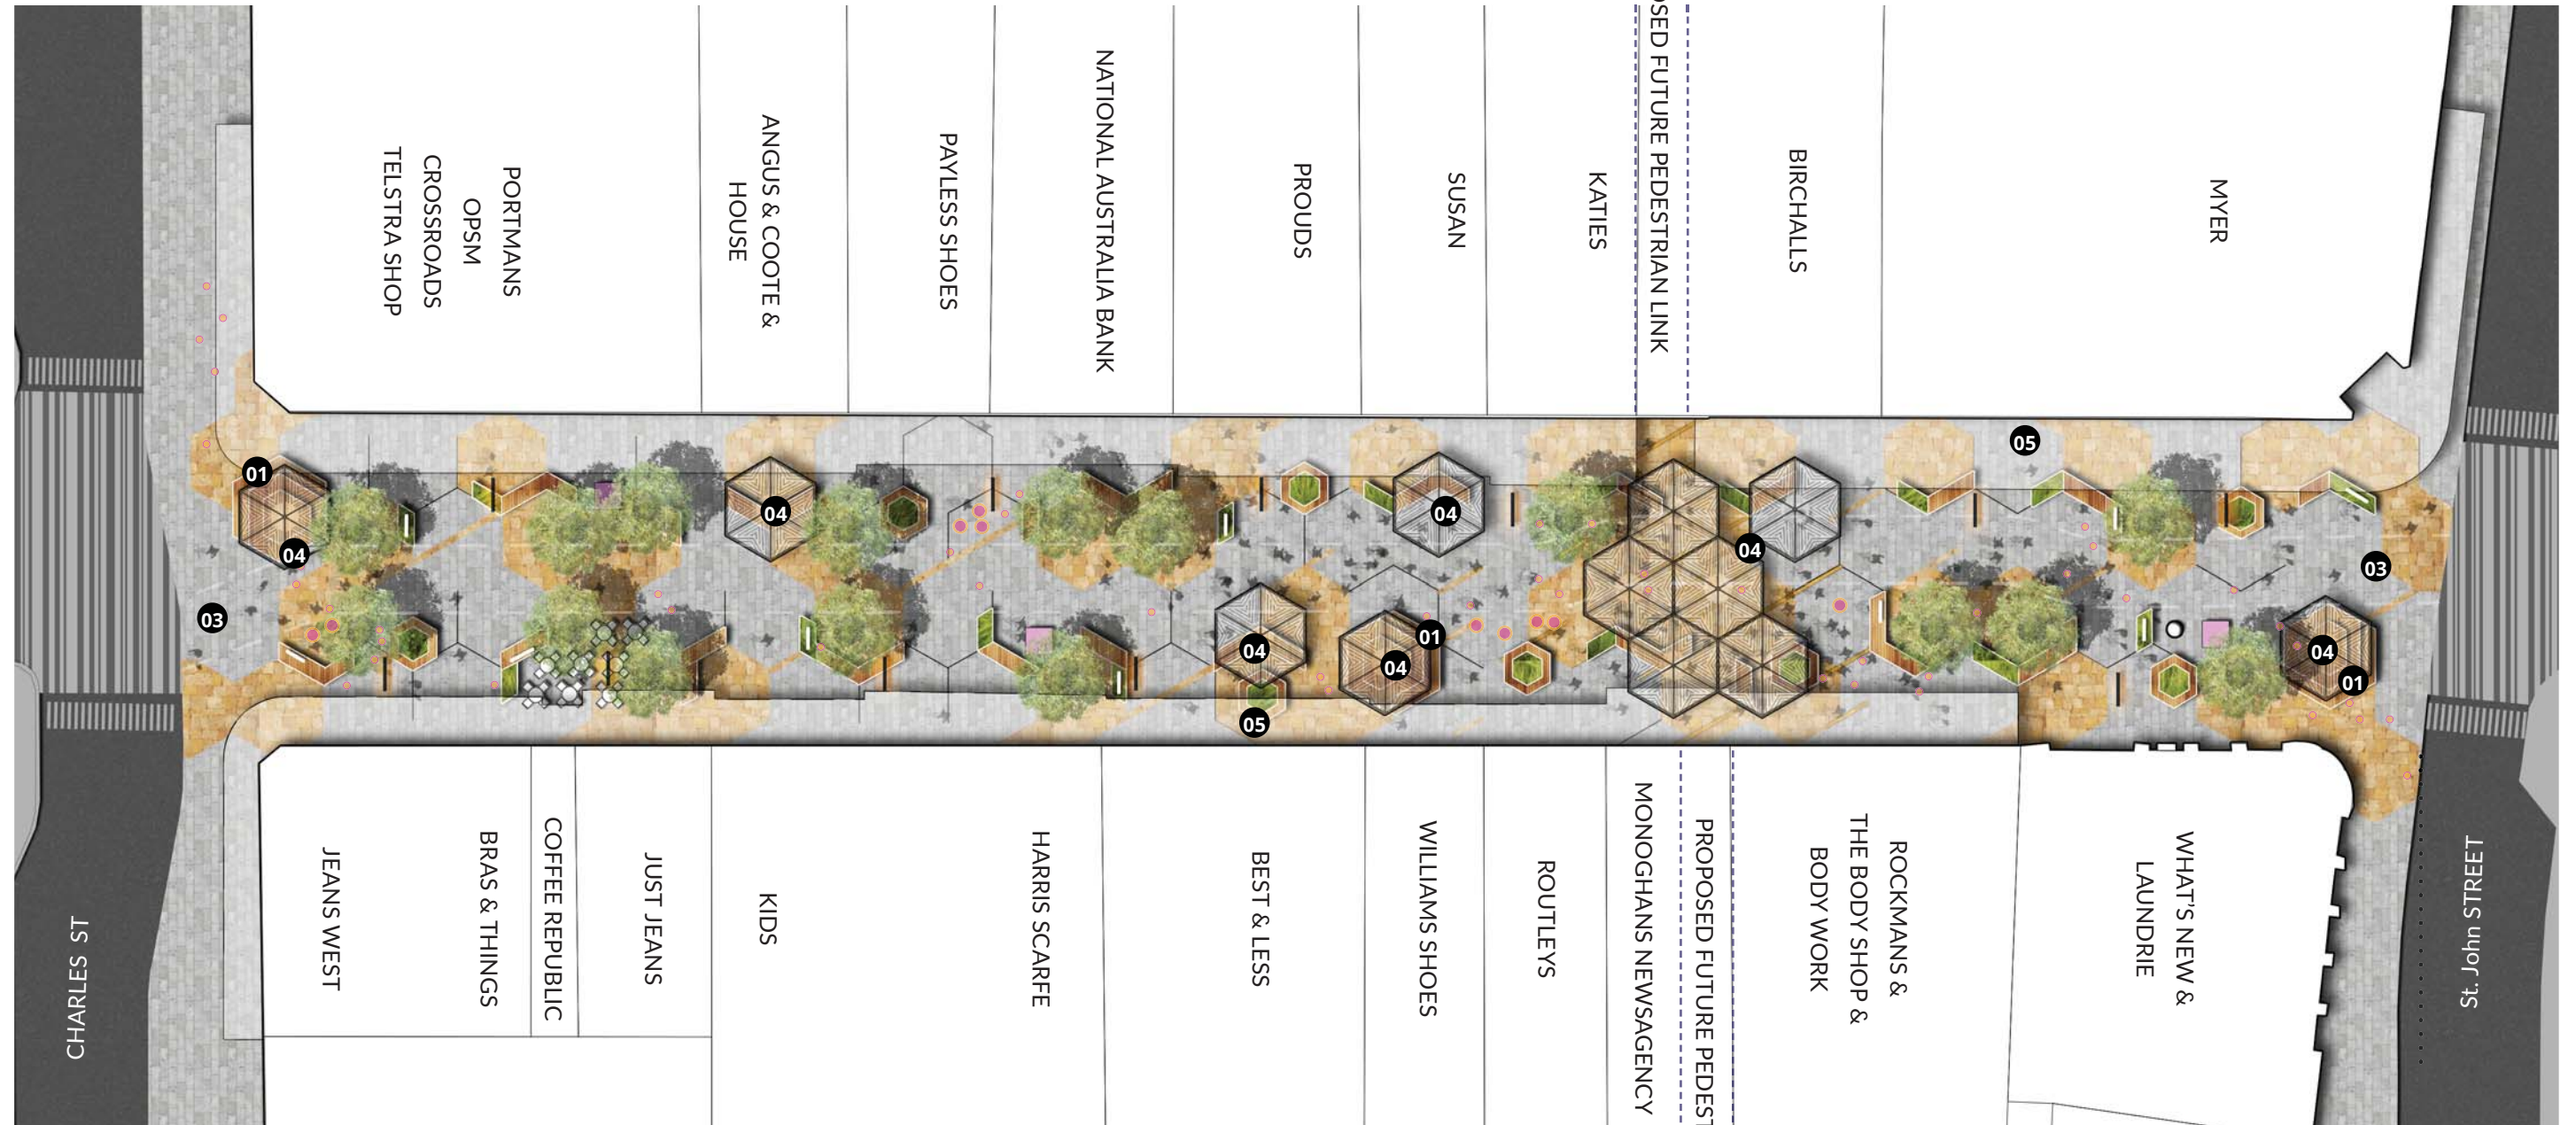 TELSTRA SHOP
CROSSROADS
OPSM
PORTMANS
ANGUS & COOTE &
HOUSE
PAYLESS SHOES
NATIONAL AUSTRALIA BANK
PROUDS
SUSAN
KATIES
OSED FUTURE PEDESTRIAN LINK
BIRCHALLS
MYER
05
01
04
04
04
04
03
03
01
04
04
04
01
01
05
CHARLES ST
JEANS WEST
BRAS & THINGS
COFFEE REPUBLIC
JUST JEANS
KIDS
HARRIS SCARFE
BEST & LESS
WILLIAMS SHOES
ROUTLEYS
MONOGHANS NEWSAGENCY
PROPOSED FUTURE PEDEST
ROCKMANS &
THE BODY SHOP &
BODY WORK
WHAT'S NEW &
LAUNDRIE
St. John STREET